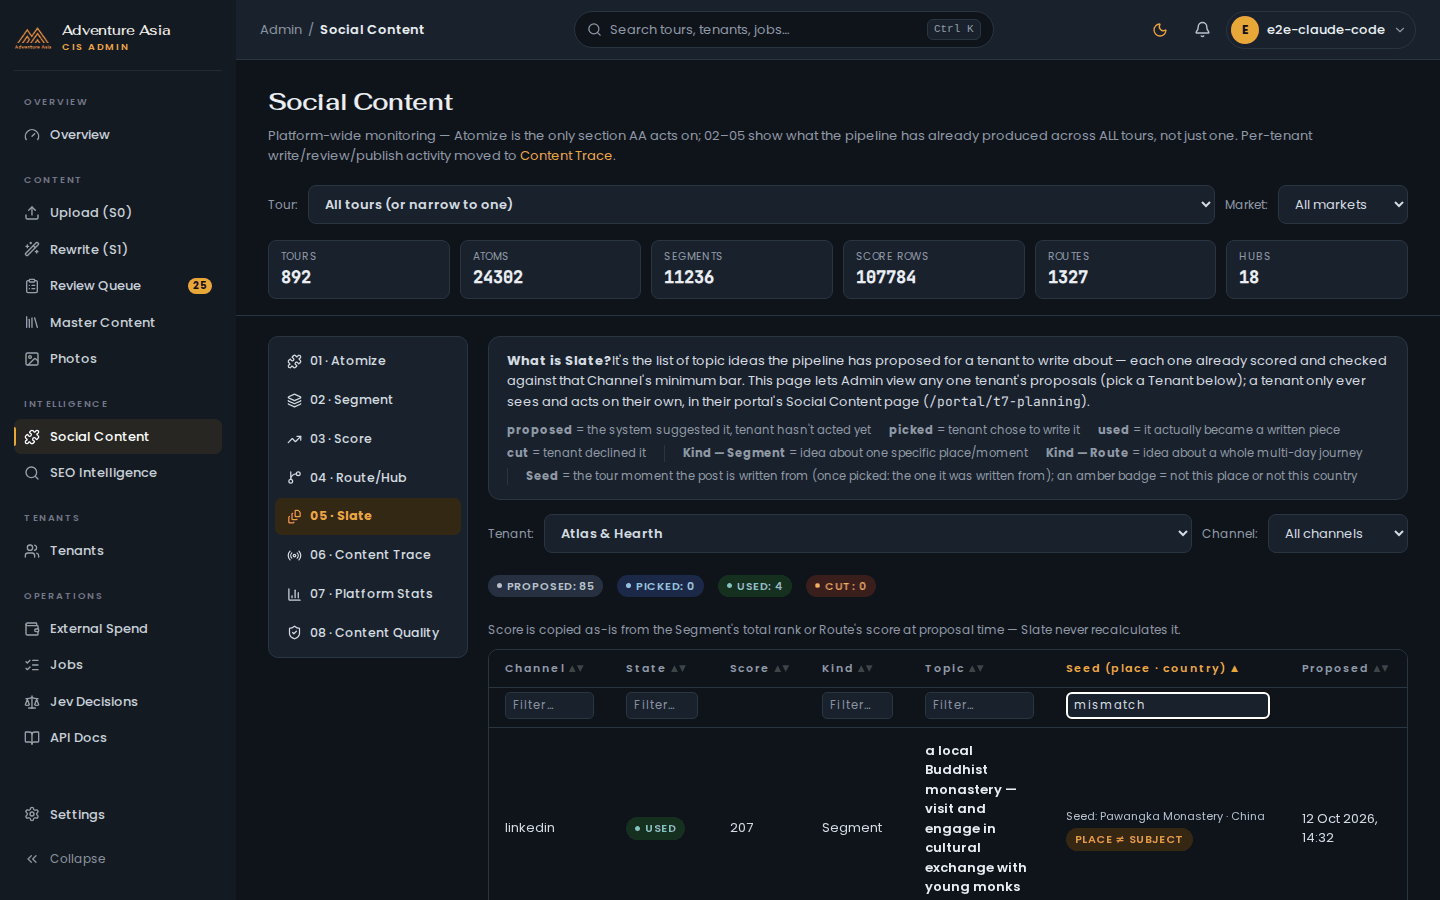 Adventure Asia
Adventure Asia
CIS ADMIN
Admin / Social Content
Search tours, tenants, jobs...
Ctrl K
E
e2e-claude-code
OVERVIEW
Overview
CONTENT
Upload (S0)
Rewrite (S1)
Review Queue
25
Master Content
Photos
INTELLIGENCE
Social Content
SEO Intelligence
TENANTS
Tenants
OPERATIONS
External Spend
Jobs
Jev Decisions
API Docs
Settings
Collapse
Social Content
Platform-wide monitoring — Atomize is the only section AA acts on; 02–05 show what the pipeline has already produced across ALL tours, not just one. Per-tenant
write/review/publish activity moved to Content Trace.
Tour:
All tours (or narrow to one)
Market:
All markets
TOURS
892
ATOMS
24302
SEGMENTS
11236
SCORE ROWS
107784
ROUTES
1327
HUBS
18
01 · Atomize
02 · Segment
03 · Score
04 · Route/Hub
05 · Slate
06 · Content Trace
07 · Platform Stats
08 · Content Quality
What is Slate?It's the list of topic ideas the pipeline has proposed for a tenant to write about — each one already scored and checked
against that Channel's minimum bar. This page lets Admin view any one tenant's proposals (pick a Tenant below); a tenant only ever
sees and acts on their own, in their portal's Social Content page (/portal/t7-planning).
proposed = the system suggested it, tenant hasn't acted yet picked = tenant chose to write it used = it actually became a written piece
cut = tenant declined it Kind — Segment = idea about one specific place/moment Kind — Route = idea about a whole multi-day journey
Seed = the tour moment the post is written from (once picked: the one it was written from); an amber badge = not this place or not this country
Tenant:
Atlas & Hearth
Channel:
All channels
PROPOSED: 85
PICKED: 0
USED: 4
CUT: 0
Score is copied as-is from the Segment's total rank or Route's score at proposal time — Slate never recalculates it.
Channel ▲▼
State ▲▼
Score ▲▼
Kind ▲▼
Topic ▲▼
Seed (place · country) ▲
Proposed ▲▼
Filter...
Filter...
Filter...
Filter...
mismatch
linkedin
USED
207
Segment
a local
Buddhist
monastery —
visit and
engage in
cultural
exchange with
young monks
Seed: Pawangka Monastery · China
PLACE ≠ SUBJECT
12 Oct 2026,
14:32